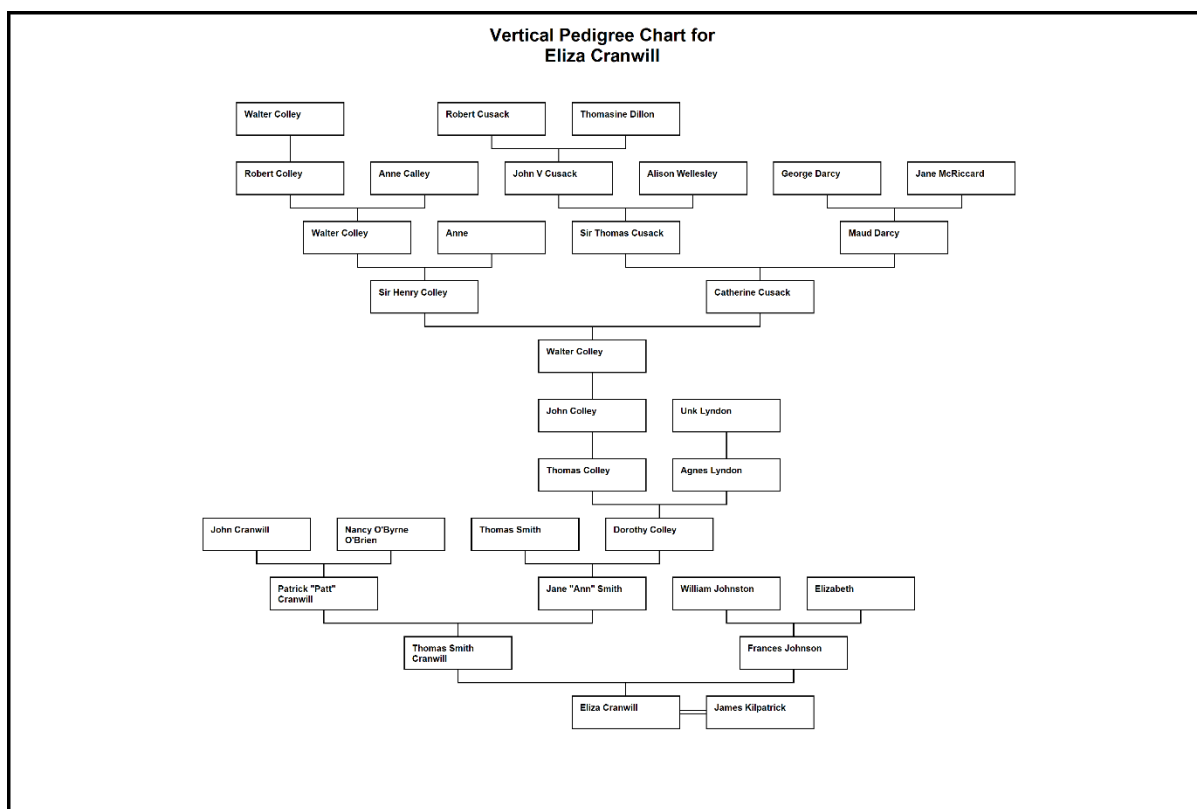 Vertical Pedigree Chart for
Eliza Cranwill
Walter Colley
Robert Cusack
Thomasine Dillon
Robert Colley
Anne Calley
John V Cusack
Alison Wellesley
George Darcy
Jane McRiccard
Walter Colley
Anne
Sir Thomas Cusack
Maud Darcy
Sir Henry Colley
Catherine Cusack
Walter Colley
John Colley
Unk Lyndon
Thomas Colley
Agnes Lyndon
John Cranwill
Nancy O'Byrne
O'Brien
Thomas Smith
Dorothy Colley
Patrick "Patt"
Cranwill
Jane "Ann" Smith
William Johnston
Elizabeth
Thomas Smith
Cranwill
Frances Johnson
Eliza Cranwill
James Kilpatrick